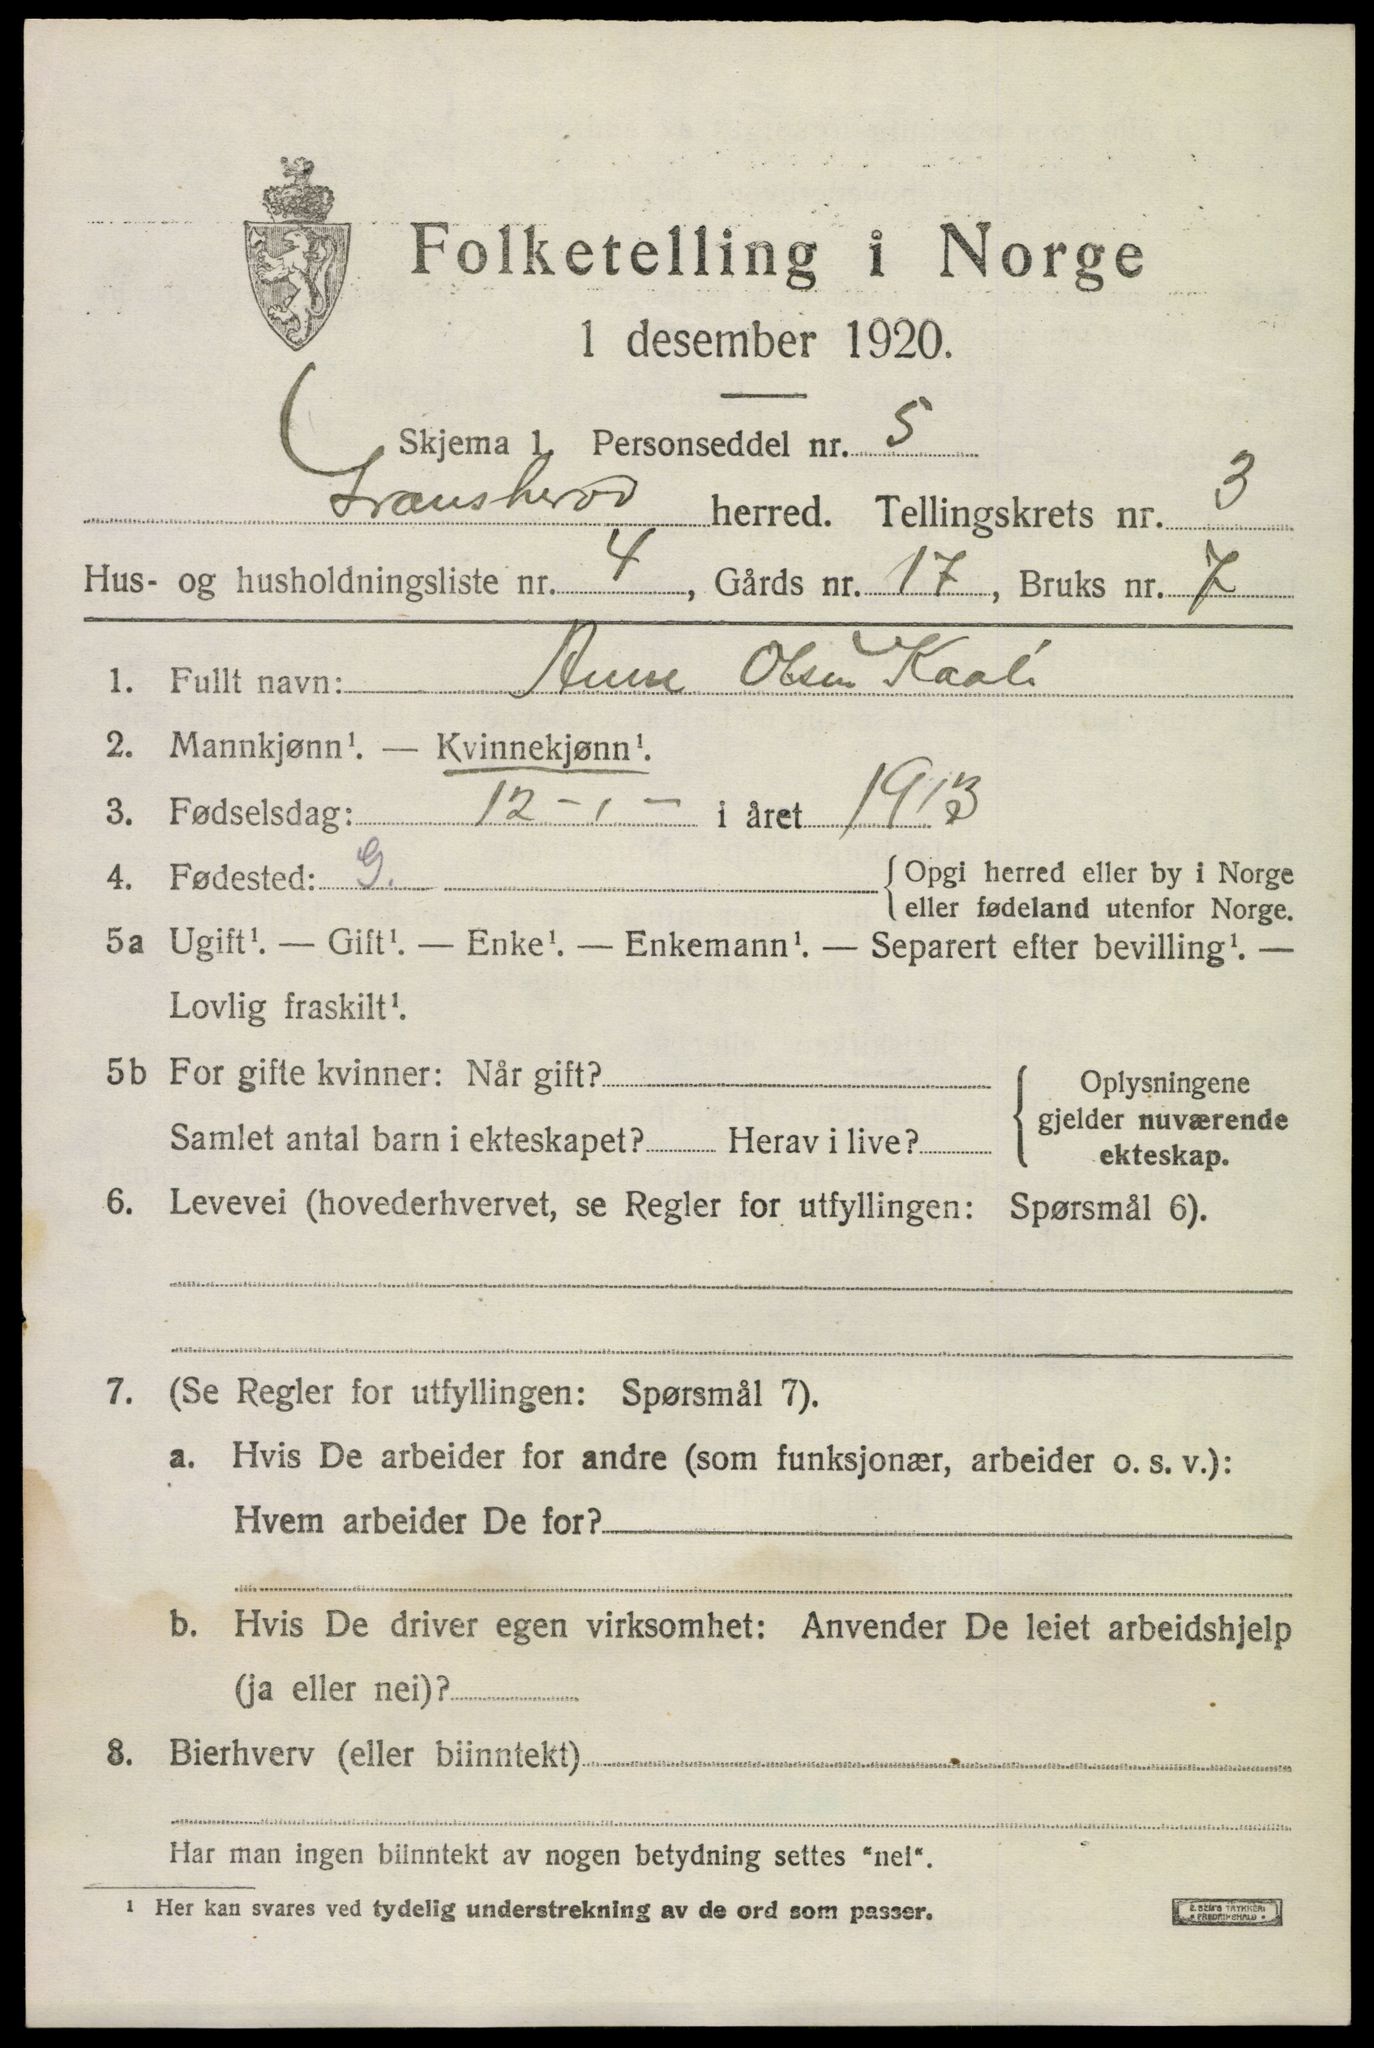 Folketelling i Norge
1 desember 1920.
Skjema 1. Personseddel nr. 5
Gransherad herred. Tellingskrets nr. 3
Hus- og husholdningsliste nr. 4, Gårds nr. 17, Bruks nr. 7
1. Fullt navn: Anne Olsen Kaali
2. Mannkjønn¹. — Kvinnekjønn¹.
3. Fødselsdag: 12 - 1 - i året 1913
4. Fødested: G. {Opgi herred eller by i Norge
eller fødeland utenfor Norge.
5a Ugift¹. — Gift¹. — Enke¹. — Enkemann¹. — Separert efter bevilling¹. —
Lovlig fraskilt¹.
5b For gifte kvinner: Når gift?
Samlet antal barn i ekteskapet? Herav i live?
{Oplysningene
gjelder nuværende
ekteskap.
6. Levevei (hovederhvervet, se Regler for utfyllingen: Spørsmål 6).
7. (Se Regler for utfyllingen: Spørsmål 7).
a. Hvis De arbeider for andre (som funksjonær, arbeider o. s. v.):
Hvem arbeider De for?
b. Hvis De driver egen virksomhet: Anvender De leiet arbeidshjelp
(ja eller nei)?
8. Bierhverv (eller biinntekt)
Har man ingen biinntekt av nogen betydning settes "nei".
¹ Her kan svares ved tydelig understrekning av de ord som passer.
E. SEM'S TRYKKERI
• FREDRIKSHALD •